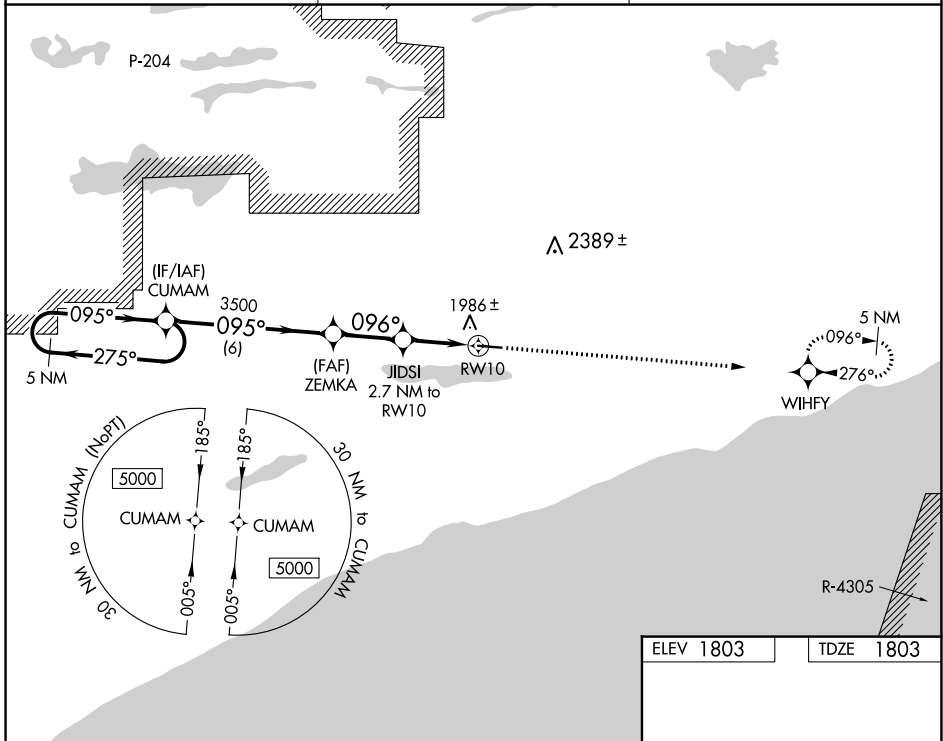 P-204
2389 ±
(IF/IAF)
CUMAM
3500
095°
095°
(6)
096°
1986 ±
275°
5 NM
(FAF)
ZEMKA
JIDSI
2.7 NM to
RW10
RW10
5 NM
096°
276°
WIHFY
30 NM to CUMAM (NoPT)
185°
185°
5000
CUMAM
CUMAM
5000
005°
005°
30 NM to CUMAM
R-4305
ELEV 1803
TDZE 1803